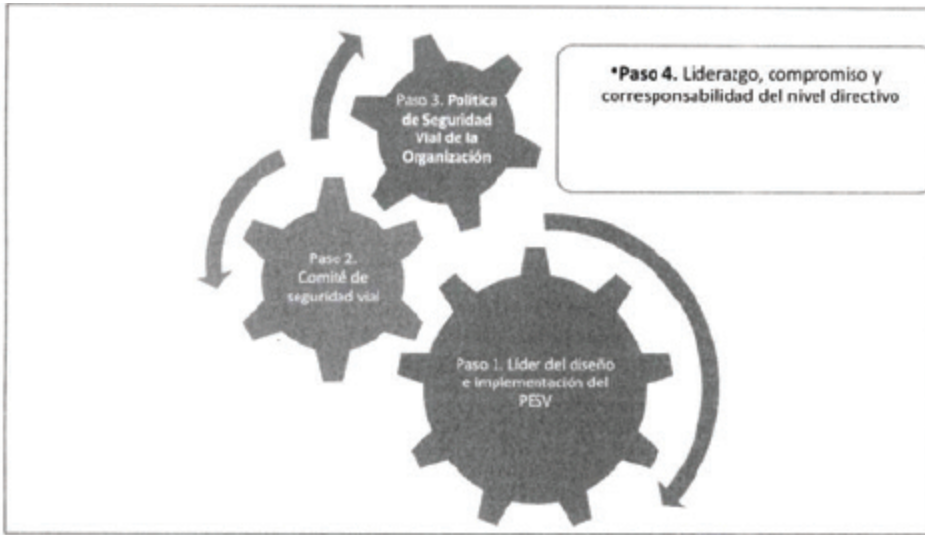 Paso 3. Política
de Seguridad
Vial de la
Organización
*Paso 4. Liderazgo, compromiso y
corresponsabilidad del nivel directivo
Paso 2.
Comité de
seguridad vial
Paso 1. Líder del diseño
e implementación del
PESV